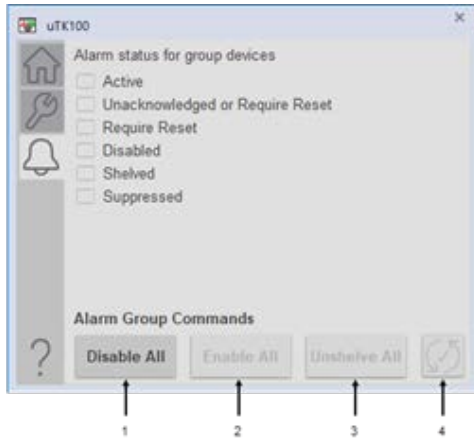 uTK100
Alarm status for group devices
Active
Unacknowledged or Require Reset
Require Reset
Disabled
Shelved
Suppressed
Alarm Group Commands
?
Disable All
Enable All
Unshelve All
1
2
3
4